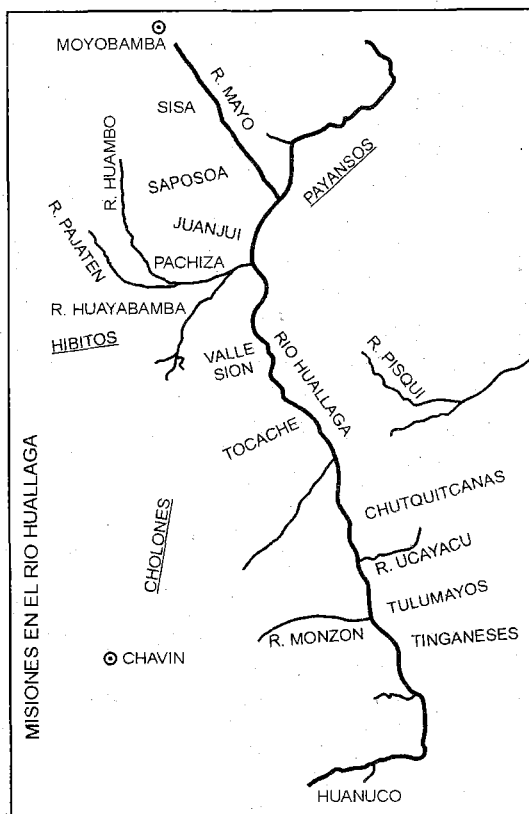 MOYOBAMBA
R. MAYO
SISA
R. HUAMBO
SAPOSOA
PAYANSOS
JUANJUI
R. PAJATEN
PACHIZA
R. HUAYABAMBA
HIBITOS
VALLE
SION
RIO HUALLAGA
R. PISQUI
TOCACHE
CHUTQUITCANAS
CHOLONES
R. UCAYACU
TULUMAYOS
R. MONZON
TINGANESES
CHAVIN
MISIONES EN EL RIO HUALLAGA
HUANUCO